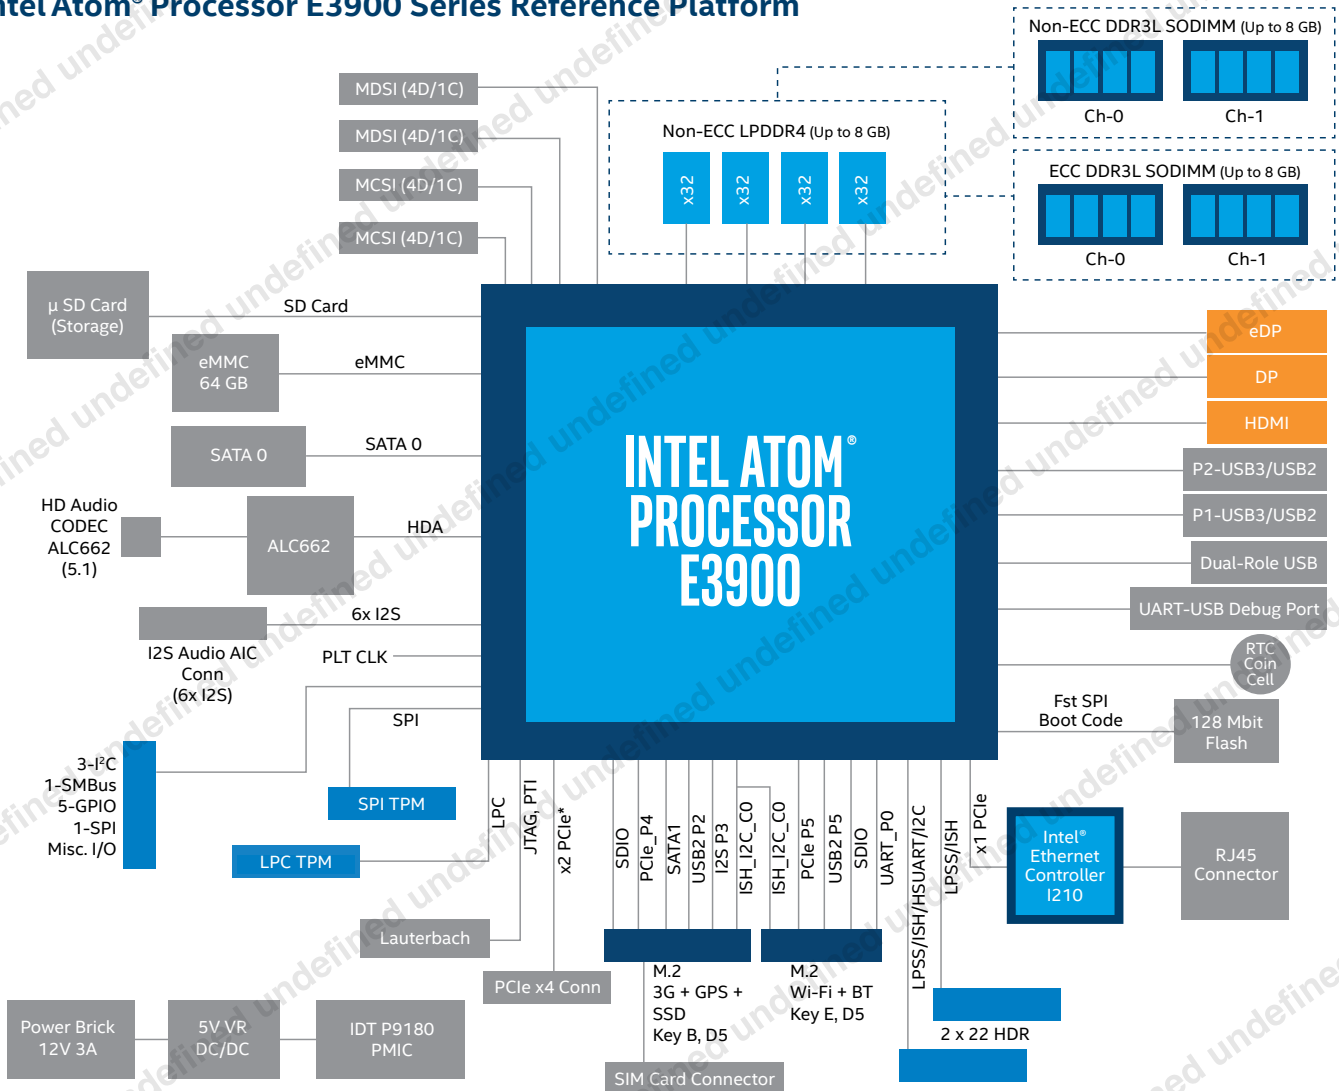 Intel Atom® Processor E3900 Series Reference Platform
Non-ECC DDR3L SODIMM (Up to 8 GB)
Ch-0
Ch-1
ECC DDR3L SODIMM (Up to 8 GB)
Ch-0
Ch-1
Non-ECC LPDDR4 (Up to 8 GB)
x32
x32
x32
x32
MDSI (4D/1C)
MDSI (4D/1C)
MCSI (4D/1C)
MCSI (4D/1C)
µ SD Card
(Storage)
SD Card
eMMC
64 GB
eMMC
SATA 0
SATA 0
HD Audio
CODEC
ALC662
(5.1)
ALC662
HDA
6x I2S
I2S Audio AIC
Conn
(6x I2S)
PLT CLK
SPI
3-I²C
1-SMBus
5-GPIO
1-SPI
Misc. I/O
SPI TPM
LPC TPM
INTEL ATOM®
PROCESSOR
E3900
eDP
DP
HDMI
P2-USB3/USB2
P1-USB3/USB2
Dual-Role USB
UART-USB Debug Port
RTC
Coin
Cell
Fst SPI
Boot Code
128 Mbit
Flash
LPC
JTAG, PTI
x2 PCIe*
SDIO
PCIe_P4
SATA1
USB2 P2
I2S P3
ISH_I2C_C0
ISH_I2C_C0
PCIe P5
USB2 P5
SDIO
UART_P0
LPSS/ISH/HSUART/I2C
LPSS/ISH
x1 PCIe
Intel®
Ethernet
Controller
I210
RJ45
Connector
Lauterbach
PCIe x4 Conn
M.2
3G + GPS +
SSD
Key B, D5
M.2
Wi-Fi + BT
Key E, D5
2 x 22 HDR
SIM Card Connector
Power Brick
12V 3A
5V VR
DC/DC
IDT P9180
PMIC
undefined undefined undefined undefined